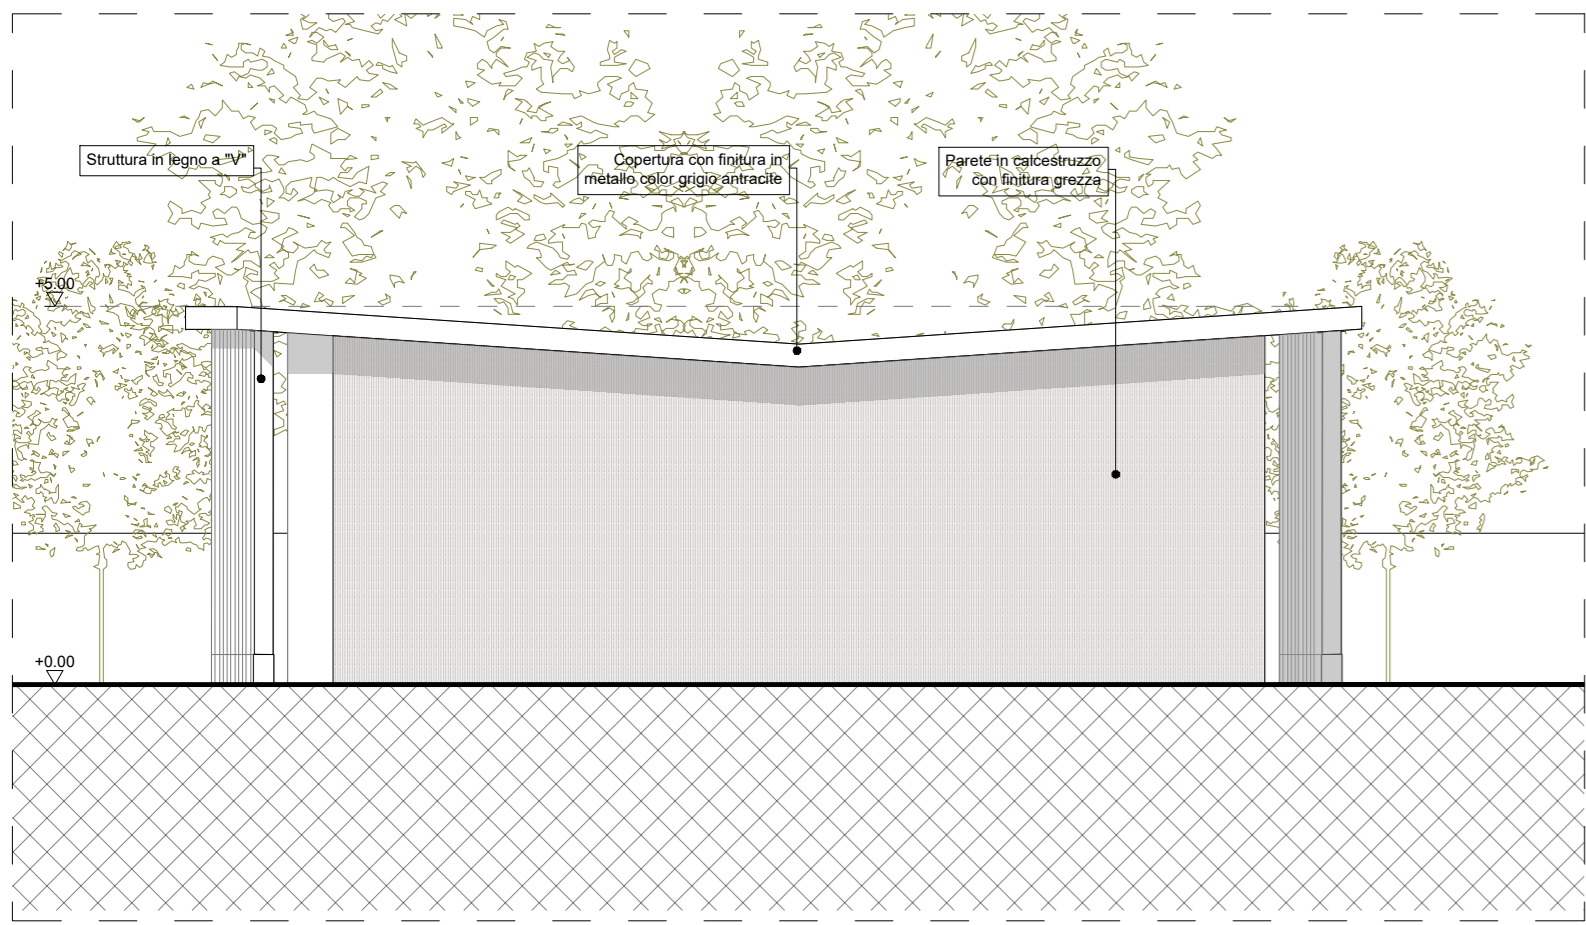 Struttura in legno a "V"
Copertura con finitura in
metallo color grigio antracite
Parete in calcestruzzo
con finitura grezza
+5.00
+0.00